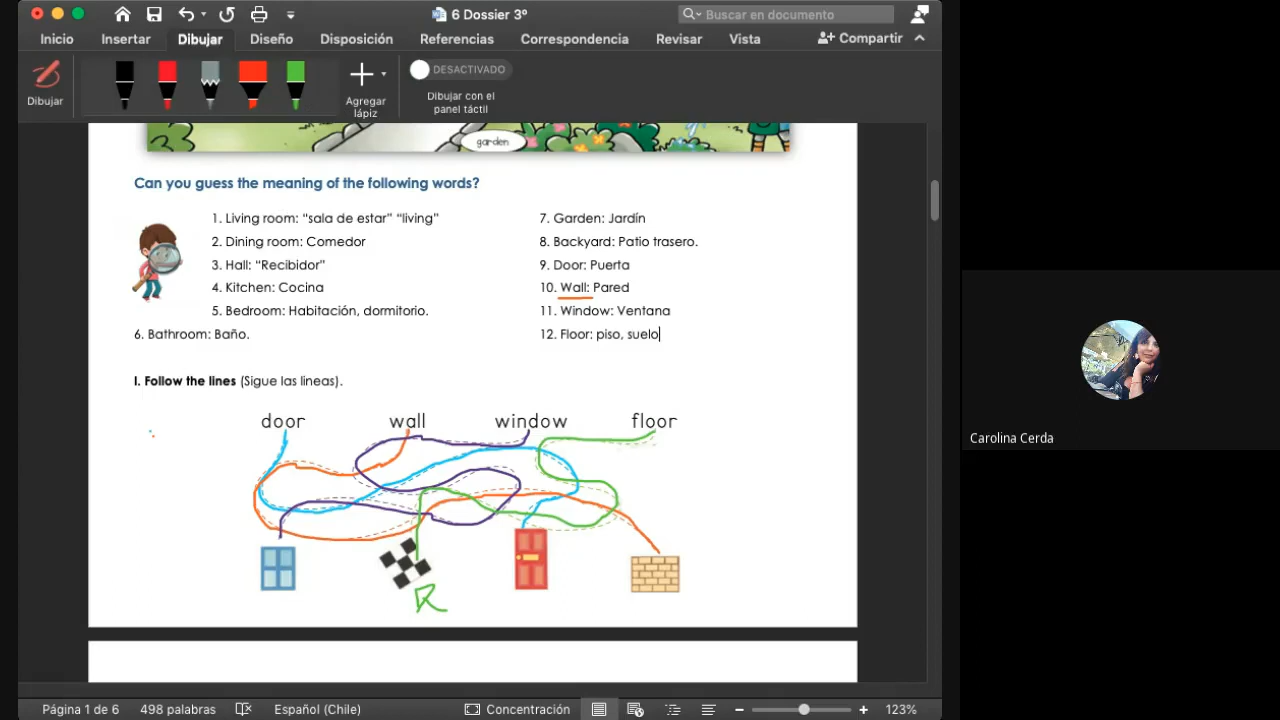 6 Dossier 3º
Buscar en documento
Inicio Insertar Dibujar Diseño Disposición Referencias Correspondencia Revisar Vista Compartir
DESACTIVADO
Dibujar
Agregar lápiz
Dibujar con el panel táctil
garden
Can you guess the meaning of the following words?
1. Living room: “sala de estar” “living”
2. Dining room: Comedor
3. Hall: “Recibidor”
4. Kitchen: Cocina
5. Bedroom: Habitación, dormitorio.
6. Bathroom: Baño.
7. Garden: Jardín
8. Backyard: Patio trasero.
9. Door: Puerta
10. Wall: Pared
11. Window: Ventana
12. Floor: piso, suelo
I. Follow the lines (Sigue las líneas).
door wall window floor
Carolina Cerda
Página 1 de 6 498 palabras Español (Chile) Concentración 123%